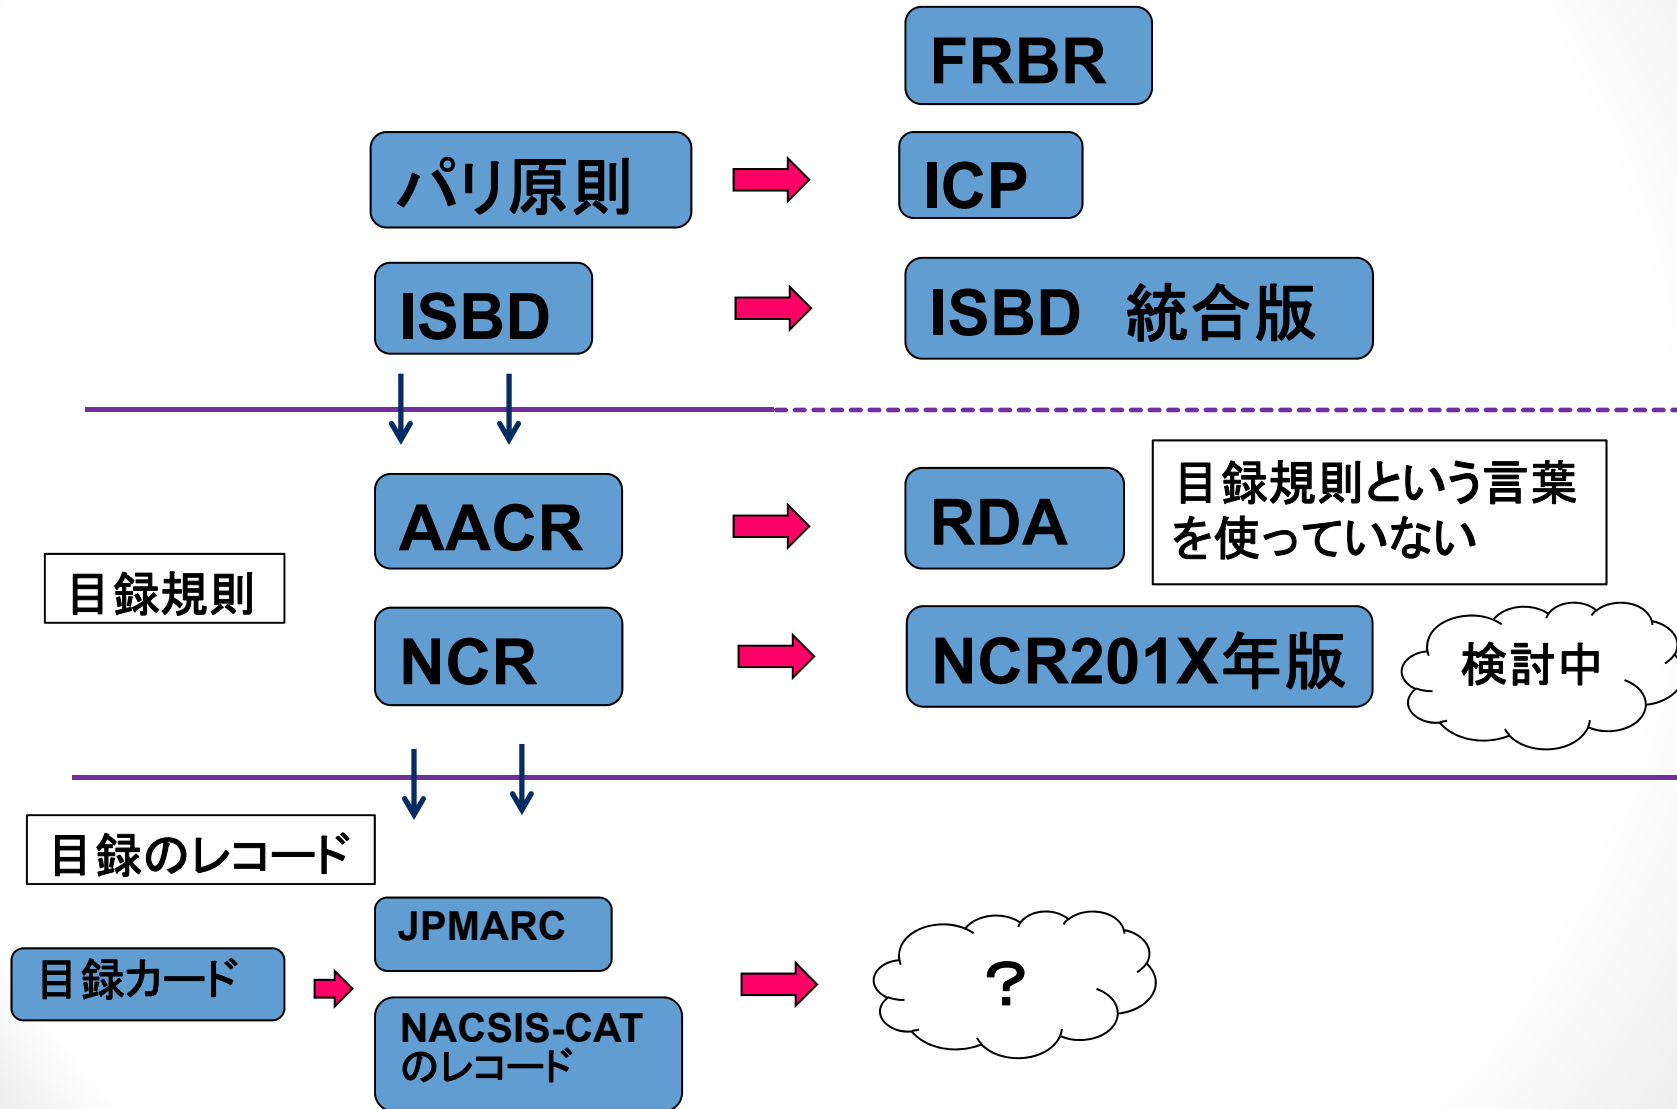 FRBR
パリ原則
ICP
ISBD
ISBD　統合版
AACR
RDA
目録規則という言葉
を使っていない
目録規則
NCR
NCR201X年版
検討中
目録のレコード
JPMARC
目録カード
NACSIS-CAT
のレコード
？